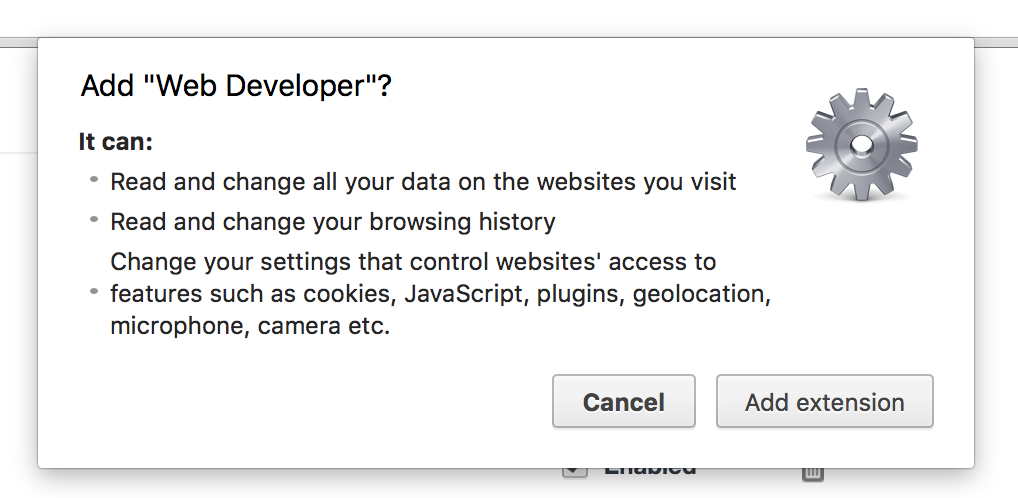 Add "Web Developer"?
It can:
Read and change all your data on the websites you visit
Read and change your browsing history
Change your settings that control websites' access to
features such as cookies, JavaScript, plugins, geolocation,
microphone, camera etc.
Cancel
Add extension
Enabled